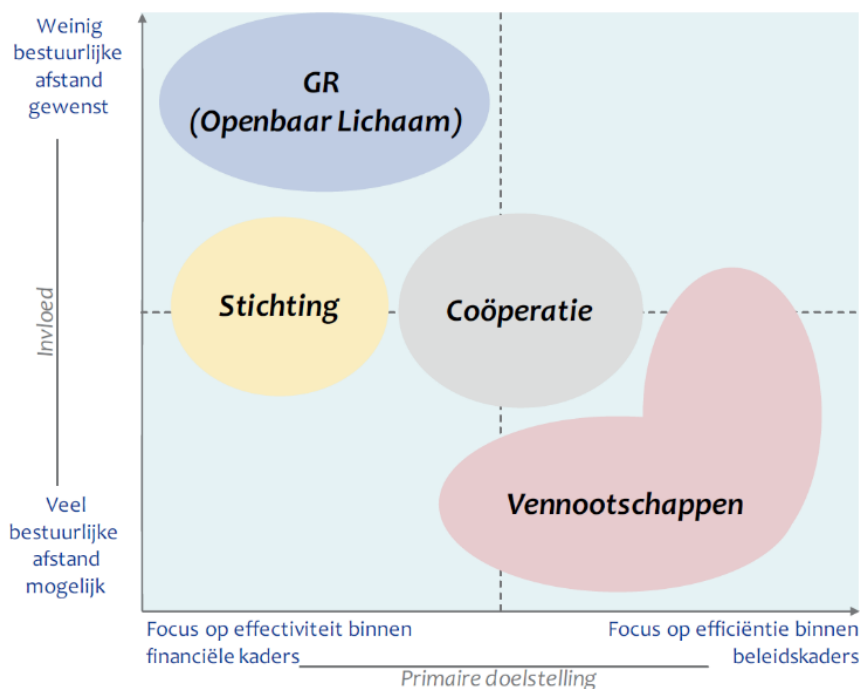 Weinig
bestuurlijke
afstand
gewenst
GR
(Openbaar Lichaam)
Stichting
Coöperatie
Invloed
Vennootschappen
Veel
bestuurlijke
afstand
mogelijk
Focus op effectiviteit binnen
financiële kaders
Focus op efficiëntie binnen
beleidskaders
Primaire doelstelling